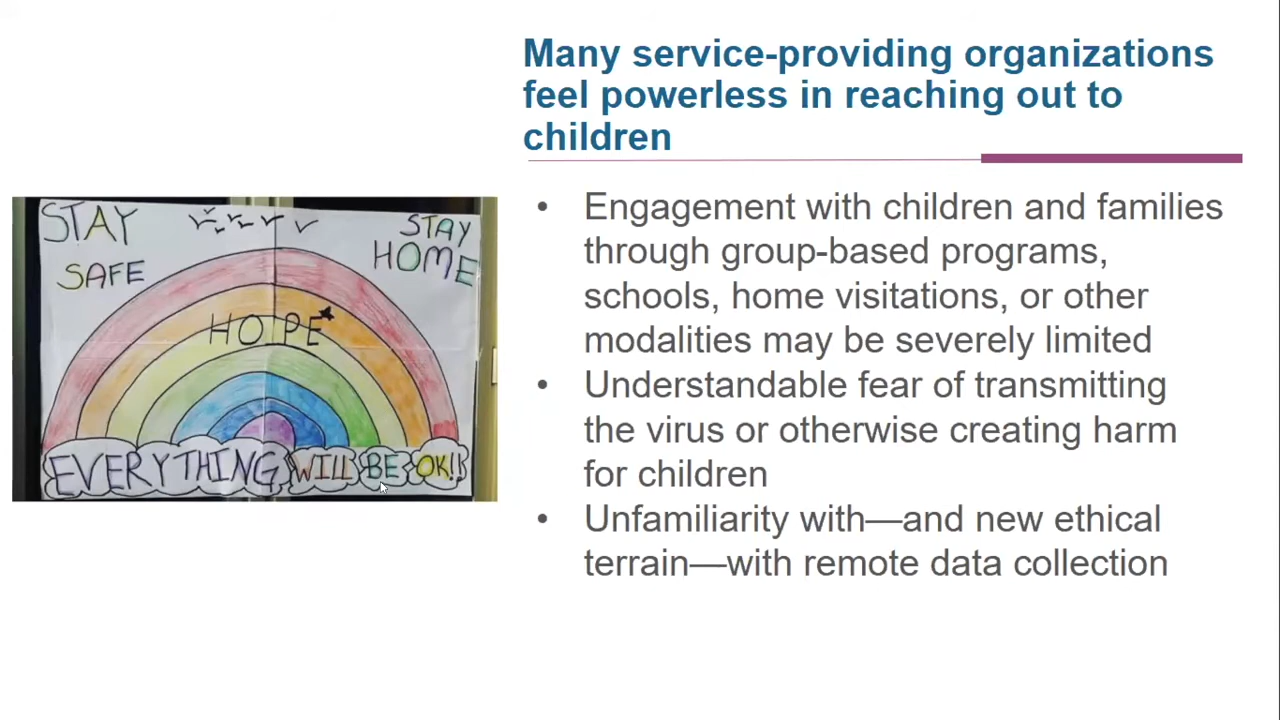 Many service-providing organizations
feel powerless in reaching out to
children
STAY
SAFE
STAY
HOME
HOPE
EVERYTHING WILL BE OK!!
• Engagement with children and families
through group-based programs,
schools, home visitations, or other
modalities may be severely limited
• Understandable fear of transmitting
the virus or otherwise creating harm
for children
• Unfamiliarity with—and new ethical
terrain—with remote data collection